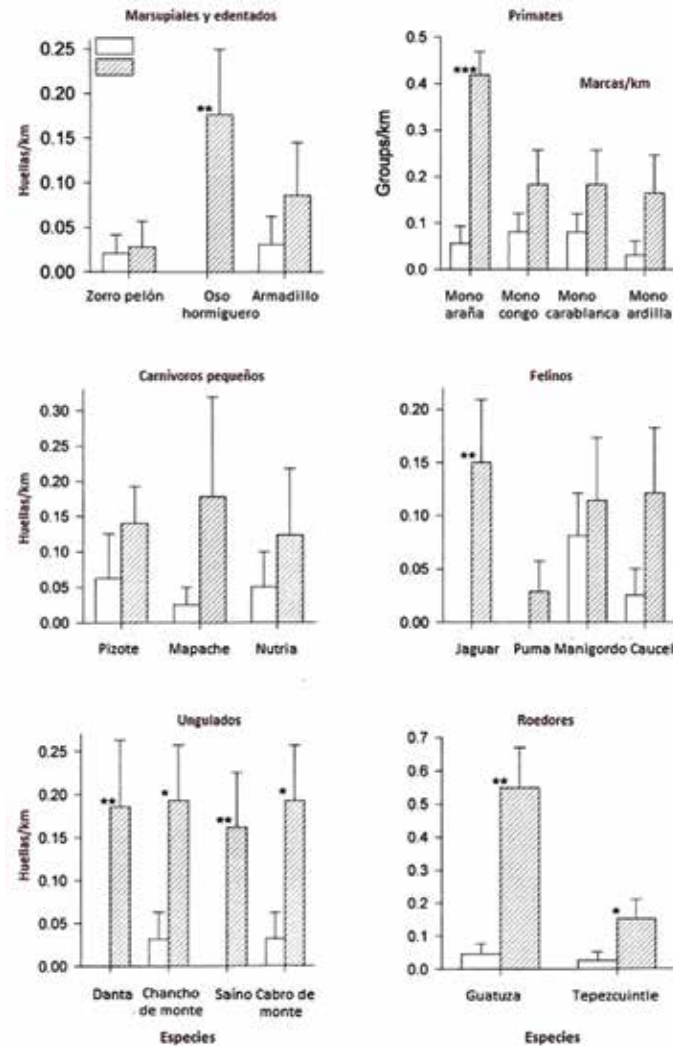 Marsupiales y edentados
0.25
0.20
0.15
0.10
0.05
0.00
Huellas/km
**
Zorro pelón
Oso
hormiguero
Armadillo
Primates
0.5
0.4
0.3
0.2
0.1
0.0
Groups/km
***
Marcas/km
Mono
araña
Mono
congo
Mono
carablanca
Mono
ardilla
Carnivoros pequeños
0.30
0.25
0.20
0.15
0.10
0.05
0.00
Huellas/km
Pizote
Mapache
Nutria
Felinos
0.20
0.15
0.10
0.05
0.00
**
Jaguar
Puma
Manigordo
Caucel
Ungulados
0.25
0.20
0.15
0.10
0.05
0.00
Huellas/km
**
*
**
*
Danta
Chancho
de monte
Saíno
Cabro de
monte
Especies
Roedores
0.7
0.6
0.5
0.4
0.3
0.2
0.1
0.0
**
*
Guatuza
Tepezcuintle
Especies